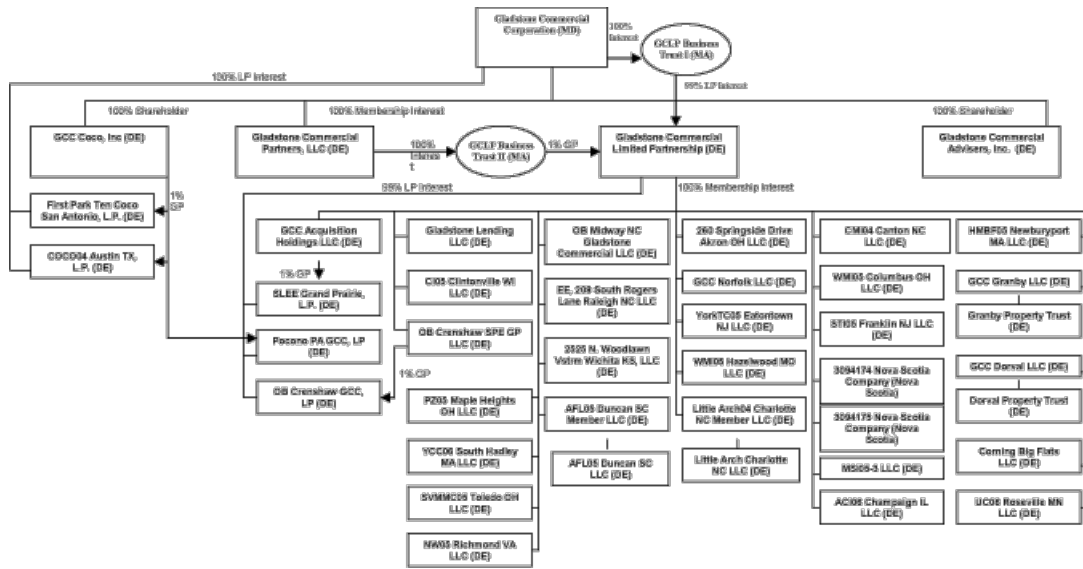 Gladstone Commercial
Corporation (MD)
100%
Interest
GCLP Business
Trust I (MA)
100% LP Interest
99% LP Interest
100% Shareholder
100% Membership Interest
100% Shareholder
GCC Coco, Inc (DE)
Gladstone Commercial
Partners, LLC (DE)
100%
Interes
t
GCLP Business
Trust II (MA)
1% GP
Gladstone Commercial
Limited Partnership (DE)
Gladstone Commercial
Advisers, Inc. (DE)
99% LP Interest
100% Membership Interest
1%
GP
First Park Ten Coco
San Antonio, L.P. (DE)
COCO04 Austin TX,
L.P. (DE)
GCC Acquisition
Holdings LLC (DE)
1% GP
SLEE Grand Prairie,
L.P. (DE)
Pocono PA GCC, LP
(DE)
OB Crenshaw GCC,
LP (DE)
Gladstone Lending
LLC (DE)
CI05 Clintonville WI
LLC (DE)
OB Crenshaw SPE GP
LLC (DE)
1% GP
PZ05 Maple Heights
OH LLC (DE)
YCC06 South Hadley
MA LLC (DE)
SVMMC05 Toledo OH
LLC (DE)
NW05 Richmond VA
LLC (DE)
OB Midway NC
Gladstone
Commercial LLC (DE)
EE, 208 South Rogers
Lane Raleigh NC LLC
(DE)
2525 N. Woodlawn
Vstrm Wichita KS, LLC
(DE)
AFL05 Duncan SC
Member LLC (DE)
AFL05 Duncan SC
LLC (DE)
260 Springside Drive
Akron OH LLC (DE)
GCC Norfolk LLC (DE)
YorkTC05 Eatontown
NJ LLC (DE)
WMI05 Hazelwood MO
LLC (DE)
Little Arch04 Charlotte
NC Member LLC (DE)
Little Arch Charlotte
NC LLC (DE)
CMI04 Canton NC
LLC (DE)
WMI05 Columbus OH
LLC (DE)
STI05 Franklin NJ LLC
(DE)
3094174 Nova Scotia
Company (Nova
Scotia)
3094175 Nova Scotia
Company (Nova
Scotia)
MSI05-3 LLC (DE)
ACI06 Champaign IL
LLC (DE)
HMBF05 Newburyport
MA LLC (DE)
GCC Granby LLC (DE)
Granby Property Trust
(DE)
GCC Dorval LLC (DE)
Dorval Property Trust
(DE)
Corning Big Flats
LLC (DE)
UC06 Roseville MN
LLC (DE)